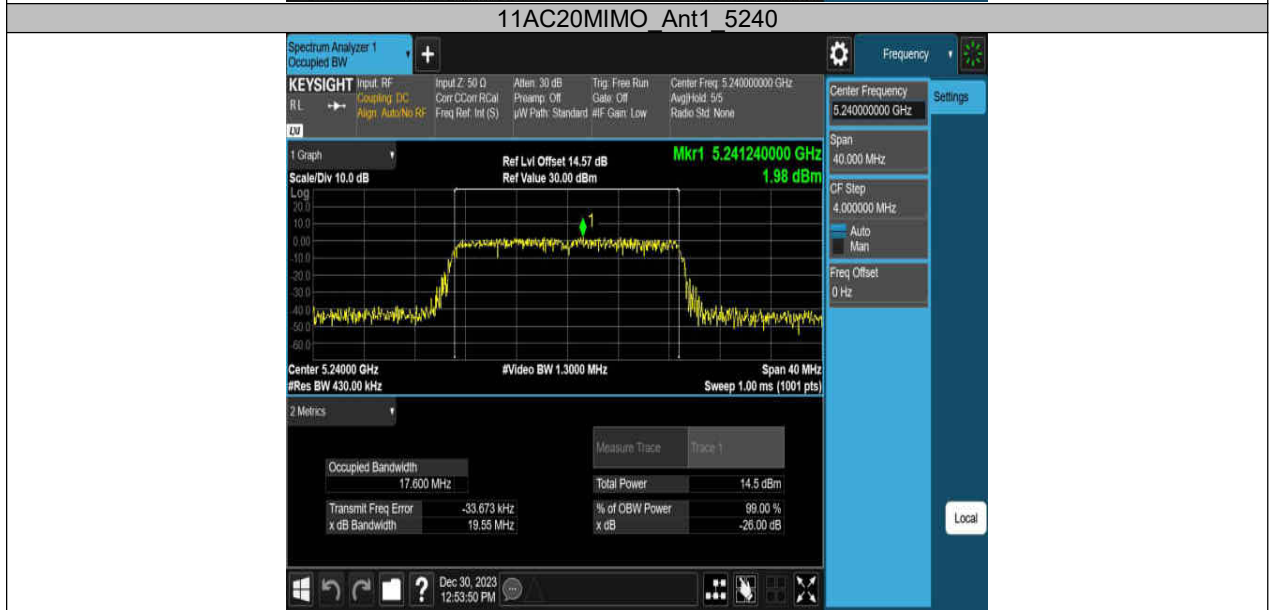 11AC20MIMO_Ant1_5240
Spectrum Analyzer 1
Occupied BW
Frequency
KEYSIGHT
RL
LXI
Input: RF
Coupling: DC
Align: Auto/No RF
Input Z: 50 Ω
Corr CCorr RCal
Freq Ref: Int (S)
Atten: 30 dB
Preamp: Off
µW Path: Standard
Trig: Free Run
Gate: Off
#IF Gain: Low
Center Freq: 5.240000000 GHz
Avg|Hold: 5/5
Radio Std: None
Center Frequency
5.240000000 GHz
Settings
Span
40.000 MHz
CF Step
4.000000 MHz
Auto
Man
Freq Offset
0 Hz
Local
1 Graph
Scale/Div 10.0 dB
Ref Lvl Offset 14.57 dB
Ref Value 30.00 dBm
Mkr1 5.241240000 GHz
1.98 dBm
Log
20.0
10.0
0.00
-10.0
-20.0
-30.0
-40.0
-50.0
-60.0
1
Center 5.24000 GHz
#Res BW 430.00 kHz
#Video BW 1.3000 MHz
Span 40 MHz
Sweep 1.00 ms (1001 pts)
2 Metrics
Measure Trace
Trace 1
Occupied Bandwidth
17.600 MHz
Total Power
14.5 dBm
Transmit Freq Error
-33.673 kHz
% of OBW Power
99.00 %
x dB Bandwidth
19.55 MHz
x dB
-26.00 dB
Dec 30, 2023
12:53:50 PM